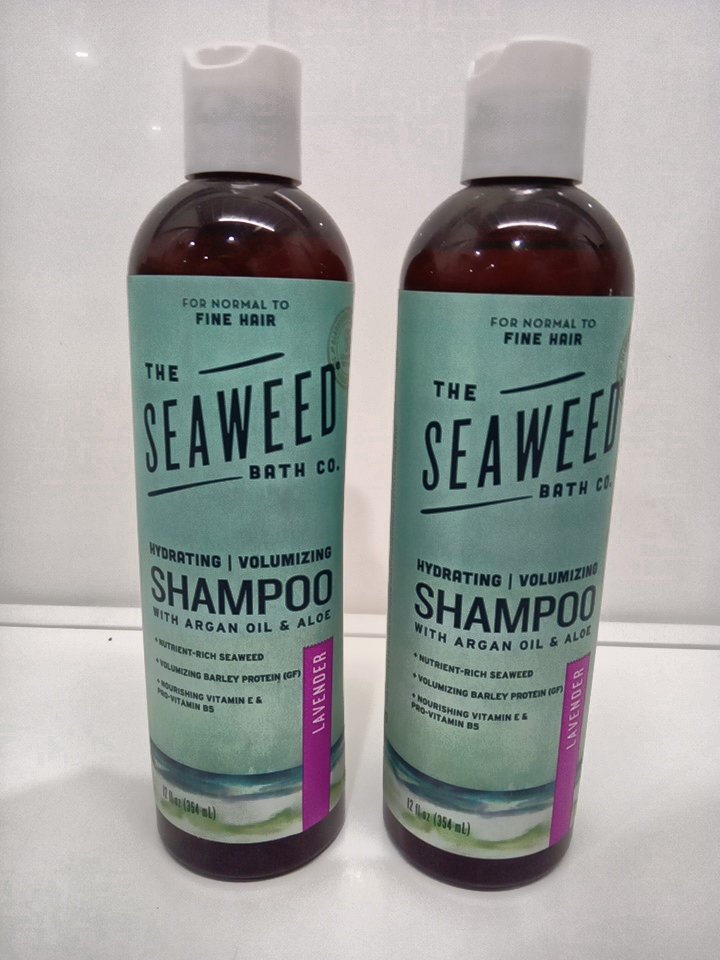 FOR NORMAL TO
FINE HAIR
THE
SEAWEED
BATH CO.
HYDRATING | VOLUMIZING
SHAMPOO
WITH ARGAN OIL & ALOE
+ NUTRIENT-RICH SEAWEED
+ VOLUMIZING BARLEY PROTEIN (GF)
+ NOURISHING VITAMIN E &
PRO-VITAMIN B5
LAVENDER
12 fl oz (354 mL)
FOR NORMAL TO
FINE HAIR
THE
SEAWEED
BATH CO.
HYDRATING | VOLUMIZING
SHAMPOO
WITH ARGAN OIL & ALOE
+ NUTRIENT-RICH SEAWEED
+ VOLUMIZING BARLEY PROTEIN (GF)
+ NOURISHING VITAMIN E &
PRO-VITAMIN B5
LAVENDER
12 fl oz (354 mL)